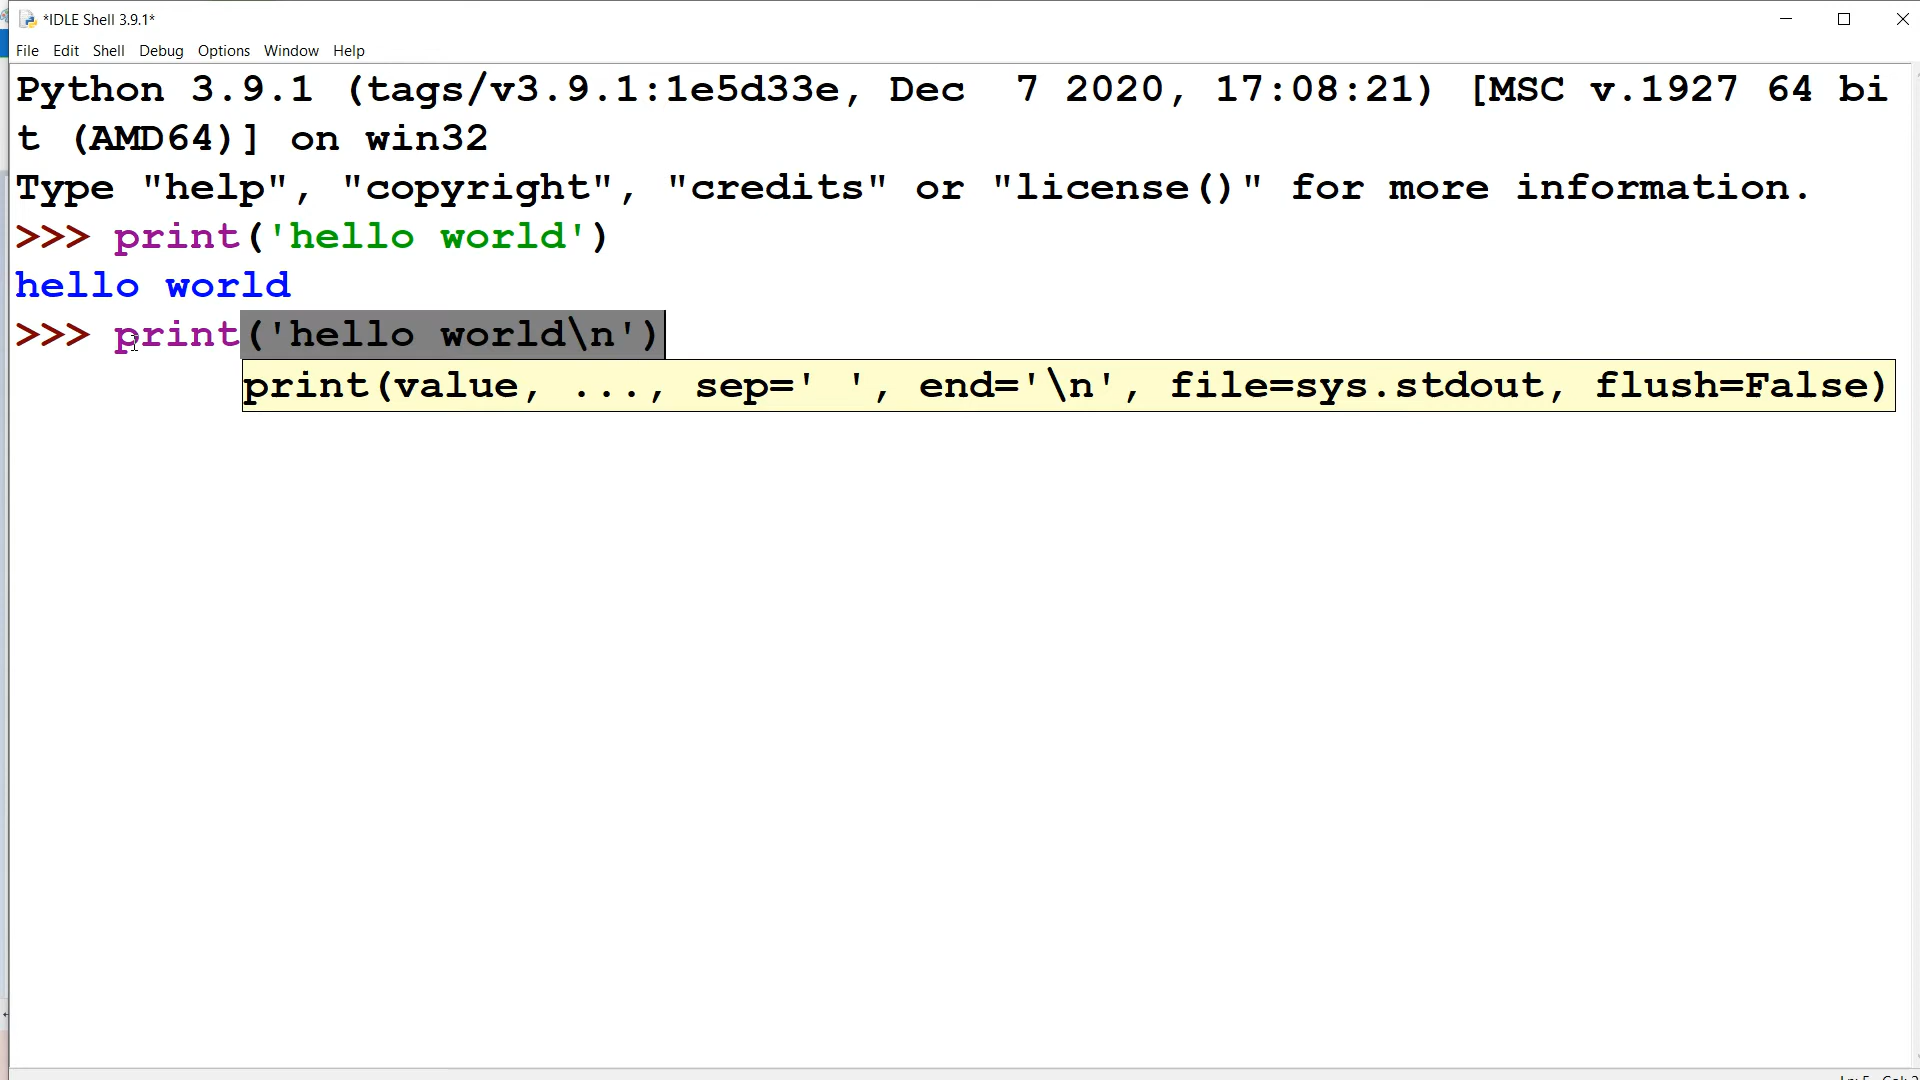 *IDLE Shell 3.9.1*
File Edit Shell Debug Options Window Help
Python 3.9.1 (tags/v3.9.1:1e5d33e, Dec  7 2020, 17:08:21) [MSC v.1927 64 bi
t (AMD64)] on win32
Type "help", "copyright", "credits" or "license()" for more information.
>>> print('hello world')
hello world
>>> print('hello world\n')
print(value, ..., sep=' ', end='\n', file=sys.stdout, flush=False)